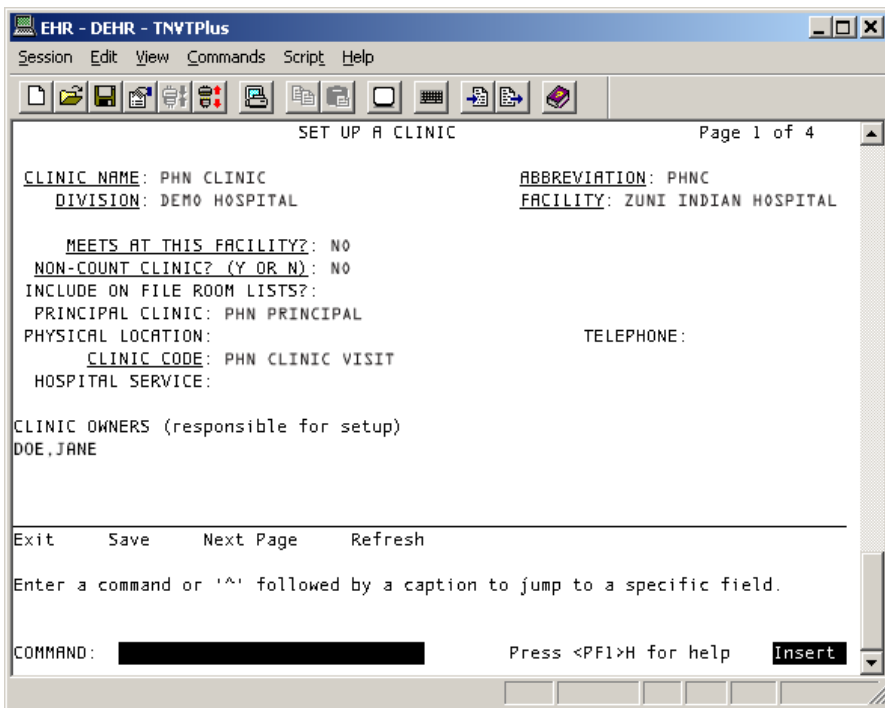 EHR - DEHR - TNVTPlus
Session Edit View Commands Script Help
SET UP A CLINIC Page 1 of 4
CLINIC NAME: PHN CLINIC ABBREVIATION: PHNC
DIVISION: DEMO HOSPITAL FACILITY: ZUNI INDIAN HOSPITAL
MEETS AT THIS FACILITY?: NO
NON-COUNT CLINIC? (Y OR N): NO
INCLUDE ON FILE ROOM LISTS?:
PRINCIPAL CLINIC: PHN PRINCIPAL
PHYSICAL LOCATION: TELEPHONE:
CLINIC CODE: PHN CLINIC VISIT
HOSPITAL SERVICE:
CLINIC OWNERS (responsible for setup)
DOE,JANE
Exit Save Next Page Refresh
Enter a command or '^' followed by a caption to jump to a specific field.
COMMAND: Press <PF1>H for help Insert